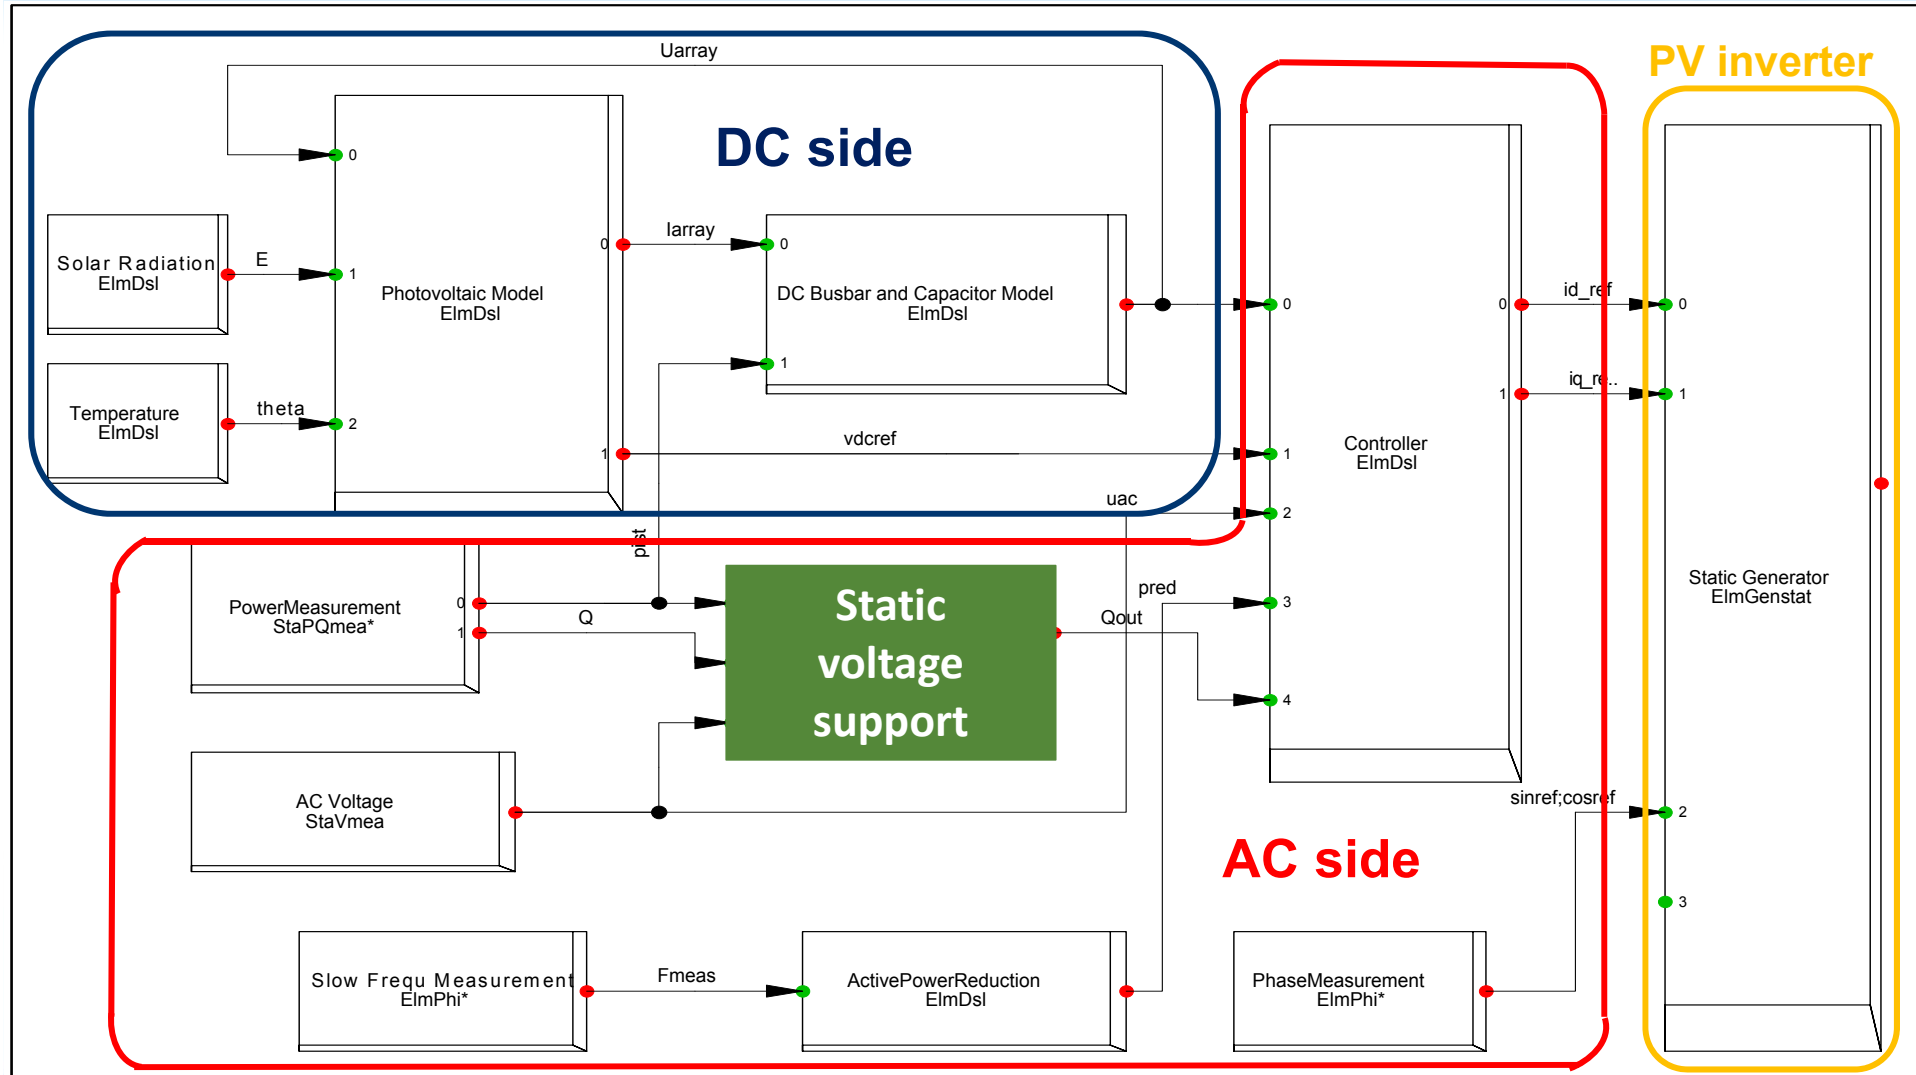 Uarray
PV inverter
DC side
0
Solar Radiation
ElmDsl
E
1
Temperature
ElmDsl
theta
2
Photovoltaic Model
ElmDsl
0
1
Iarray
0
DC Busbar and Capacitor Model
ElmDsl
1
vdcref
uac
pist
0
1
2
3
4
Controller
ElmDsl
0
1
id_ref
iq_re..
0
1
Static Generator
ElmGenstat
2
3
PowerMeasurement
StaPQmea*
0
1
Q
Static
voltage
support
pred
Qout
AC Voltage
StaVmea
sinref;cosref
AC side
Slow Frequ Measurement
ElmPhi*
Fmeas
ActivePowerReduction
ElmDsl
PhaseMeasurement
ElmPhi*